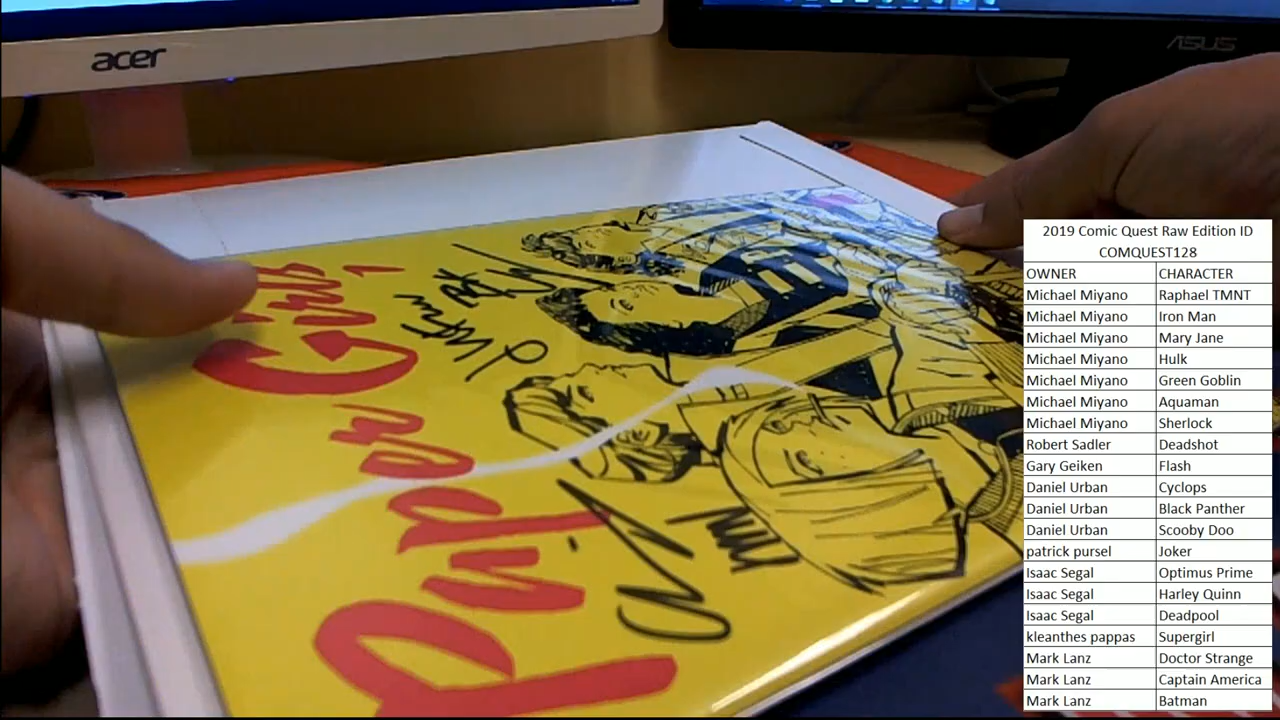 acer
ASUS
Paper Girls 1
2019 Comic Quest Raw Edition ID
COMQUEST128
OWNER CHARACTER
Michael Miyano Raphael TMNT
Michael Miyano Iron Man
Michael Miyano Mary Jane
Michael Miyano Hulk
Michael Miyano Green Goblin
Michael Miyano Aquaman
Michael Miyano Sherlock
Robert Sadler Deadshot
Gary Geiken Flash
Daniel Urban Cyclops
Daniel Urban Black Panther
Daniel Urban Scooby Doo
patrick pursel Joker
Isaac Segal Optimus Prime
Isaac Segal Harley Quinn
Isaac Segal Deadpool
kleanthes pappas Supergirl
Mark Lanz Doctor Strange
Mark Lanz Captain America
Mark Lanz Batman